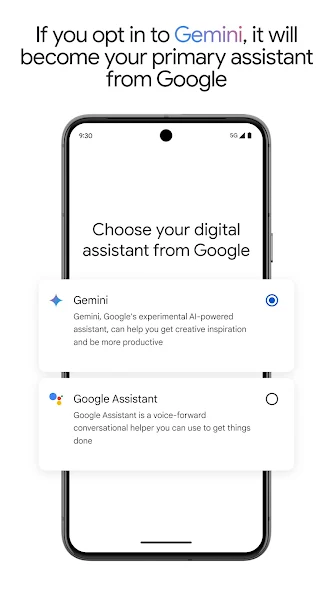 If you opt in to Gemini, it will
become your primary assistant
from Google
9:30
5G
Choose your digital
assistant from Google
Gemini
Gemini, Google's experimental AI-powered
assistant, can help you get creative inspiration
and be more productive
Google Assistant
Google Assistant is a voice-forward
conversational helper you can use to get things
done